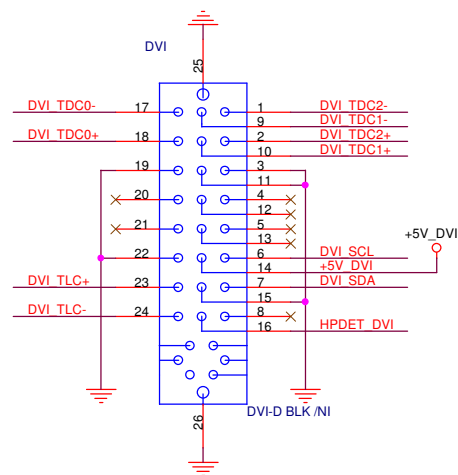 DVI
25
DVI_TDC0- 17 1 DVI_TDC2-
9 DVI_TDC1-
DVI_TDC0+ 18 2 DVI_TDC2+
10 DVI_TDC1+
19 3
11
20 4
12
21 5
13
+5V_DVI
22 6 DVI_SCL
14 +5V_DVI
DVI_TLC+ 23 7 DVI_SDA
15
DVI_TLC- 24 8
16 HPDET_DVI
DVI-D BLK /NI
26